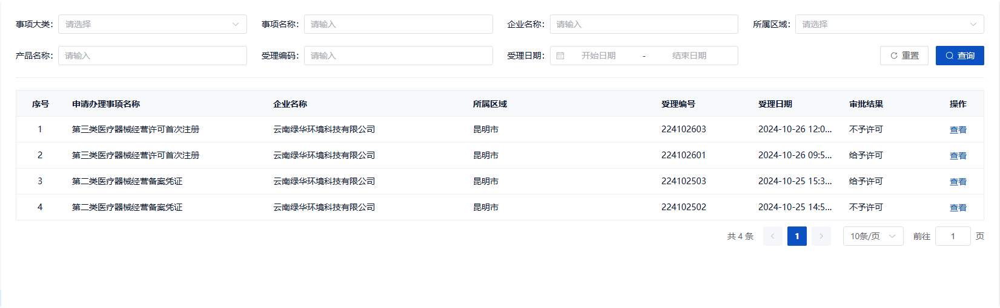 事项大类： 请选择 事项名称： 请输入 企业名称： 请输入 所属区域： 请选择
产品名称： 请输入 受理编码： 请输入 受理日期： 开始日期 - 结束日期 重置 查询
序号 申请办理事项名称 企业名称 所属区域 受理编号 受理日期 审批结果 操作
1 第三类医疗器械经营许可首次注册 云南绿华环境科技有限公司 昆明市 224102603 2024-10-26 12:0... 不予许可 查看
2 第三类医疗器械经营许可首次注册 云南绿华环境科技有限公司 昆明市 224102601 2024-10-26 09:5... 给予许可 查看
3 第二类医疗器械经营备案凭证 云南绿华环境科技有限公司 昆明市 224102503 2024-10-25 15:3... 给予许可 查看
4 第二类医疗器械经营备案凭证 云南绿华环境科技有限公司 昆明市 224102502 2024-10-25 14:5... 不予许可 查看
共 4 条 1 10条/页 前往 1 页